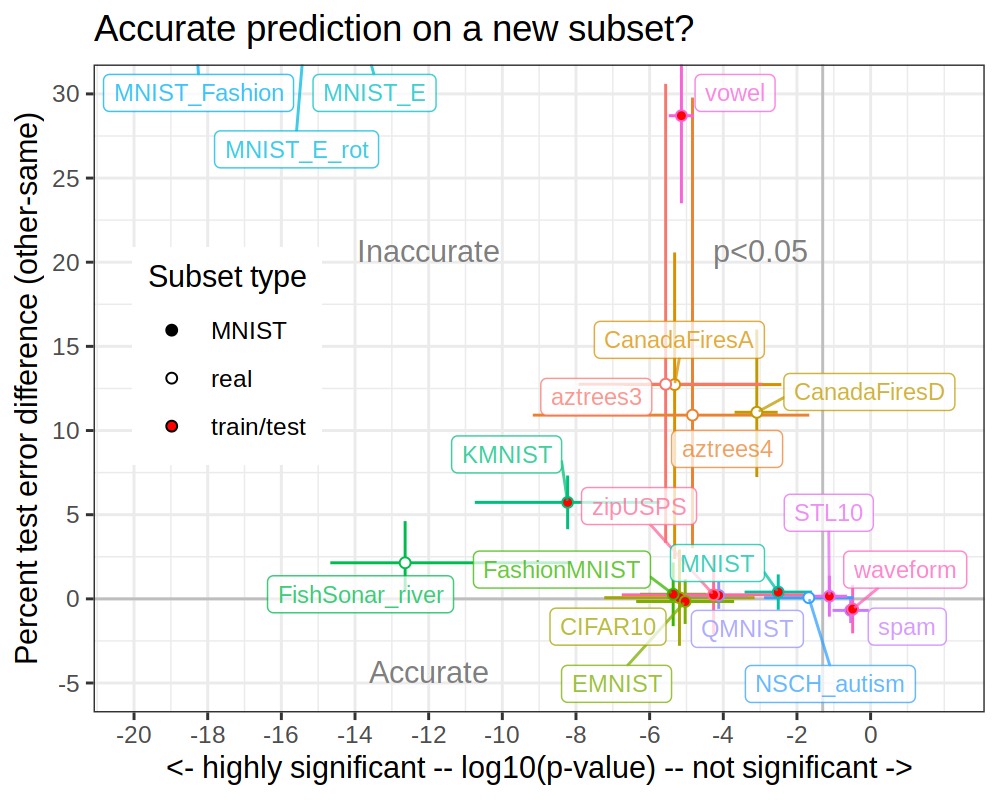 Accurate prediction on a new subset?
Percent test error difference (other-same)
30
25
20
15
10
5
0
-5
MNIST_Fashion
MNIST_E
MNIST_E_rot
vowel
Inaccurate
p<0.05
Subset type
MNIST
real
train/test
CanadaFiresA
CanadaFiresD
aztrees3
aztrees4
KMNIST
zipUSPS
STL10
FashionMNIST
MNIST
waveform
FishSonar_river
CIFAR10
QMNIST
spam
Accurate
EMNIST
NSCH_autism
-20 -18 -16 -14 -12 -10 -8 -6 -4 -2 0
<- highly significant -- log10(p-value) -- not significant ->